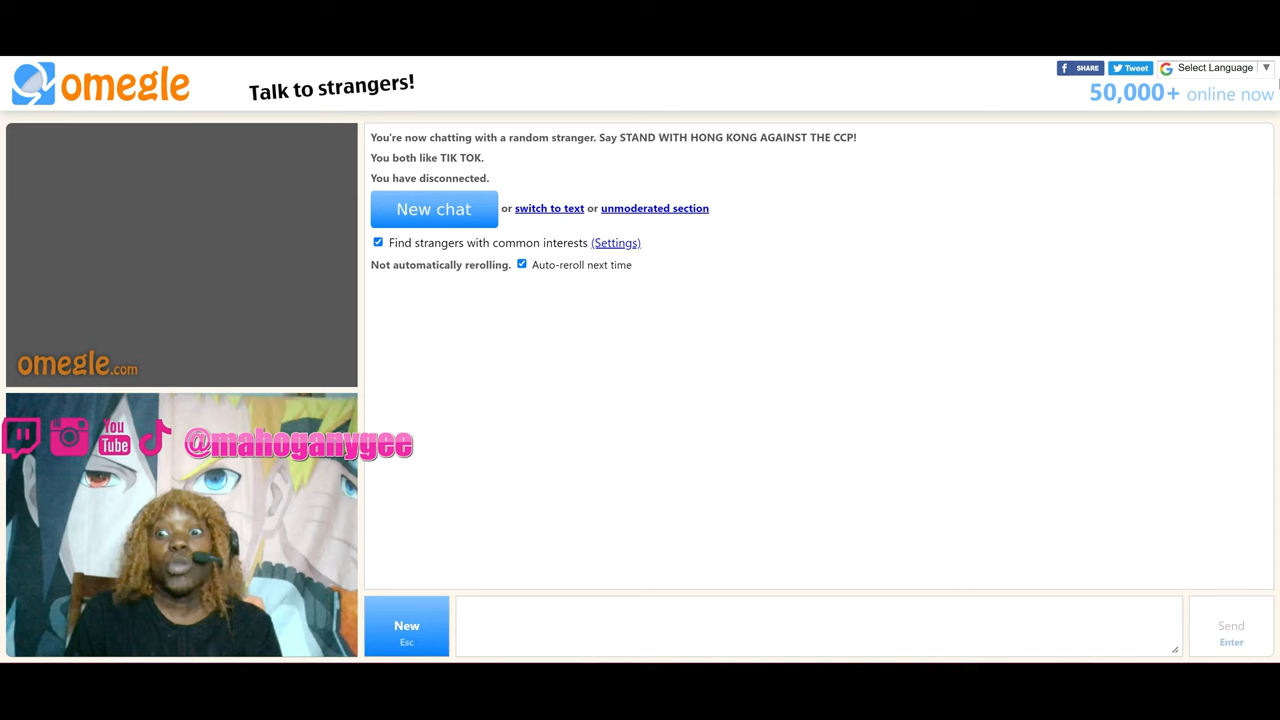 omegle
Talk to strangers!
SHARE
Tweet
Select Language
50,000+ online now
You're now chatting with a random stranger. Say STAND WITH HONG KONG AGAINST THE CCP!
You both like TIK TOK.
You have disconnected.
New chat or switch to text or unmoderated section
Find strangers with common interests (Settings)
Not automatically rerolling. Auto-reroll next time
omegle.com
You Tube
@mahoganygee
New
Esc
Send
Enter